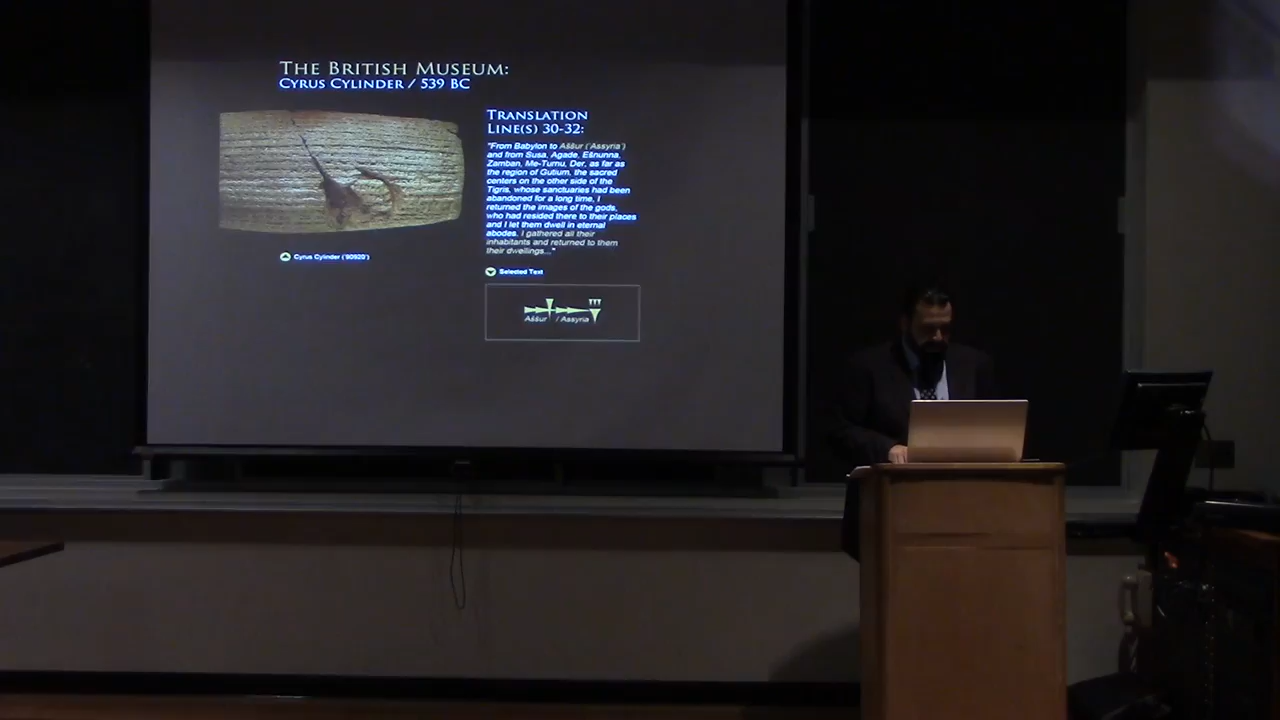 THE BRITISH MUSEUM:
CYRUS CYLINDER / 539 BC
TRANSLATION
LINE(S) 30-32:
"From Babylon to Aššur ('Assyria')
and from Susa, Agade, Ešnunna,
Zamban, Me-Turnu, Der, as far as
the region of Gutium, the sacred
centers on the other side of the
Tigris, whose sanctuaries had been
abandoned for a long time, I
returned the images of the gods,
who had resided there to their places
and I let them dwell in eternal
abodes. I gathered all their
inhabitants and returned to them
their dwellings..."
Cyrus Cylinder ('90920')
Selected Text
Aššur / Assyria